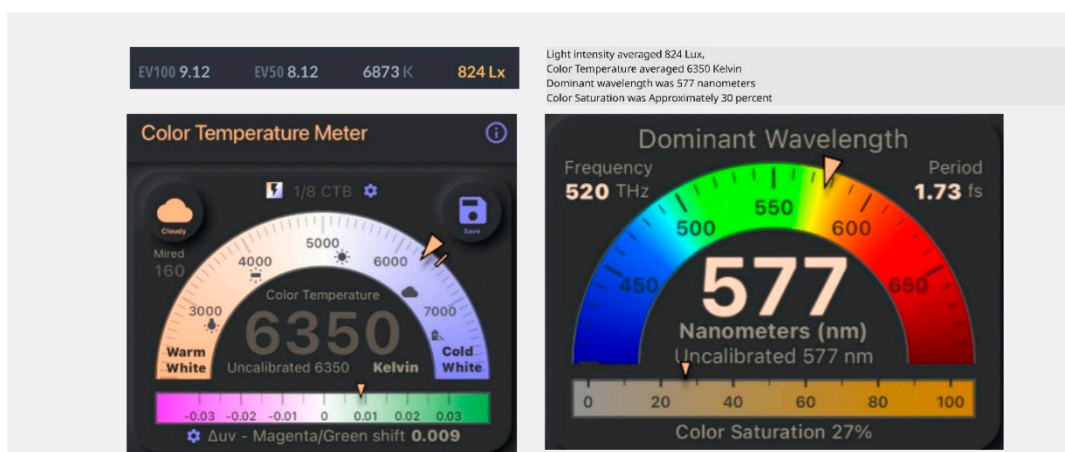 EV100 9.12 EV50 8.12 6873 K 824 Lx
Light intensity averaged 824 Lux,
Color Temperature averaged 6350 Kelvin
Dominant wavelength was 577 nanometers
Color Saturation was Approximately 30 percent
Color Temperature Meter
1/8 CTB
Cloudy
Save
Mired
160
3000
4000
5000
6000
7000
Color Temperature
6350
Uncalibrated 6350 Kelvin
Warm
White
Cold
White
-0.03 -0.02 -0.01 0 0.01 0.02 0.03
Δuv - Magenta/Green shift 0.009
Dominant Wavelength
Frequency
520 THz
Period
1.73 fs
450
500
550
600
650
577
Nanometers (nm)
Uncalibrated 577 nm
0 20 40 60 80 100
Color Saturation 27%